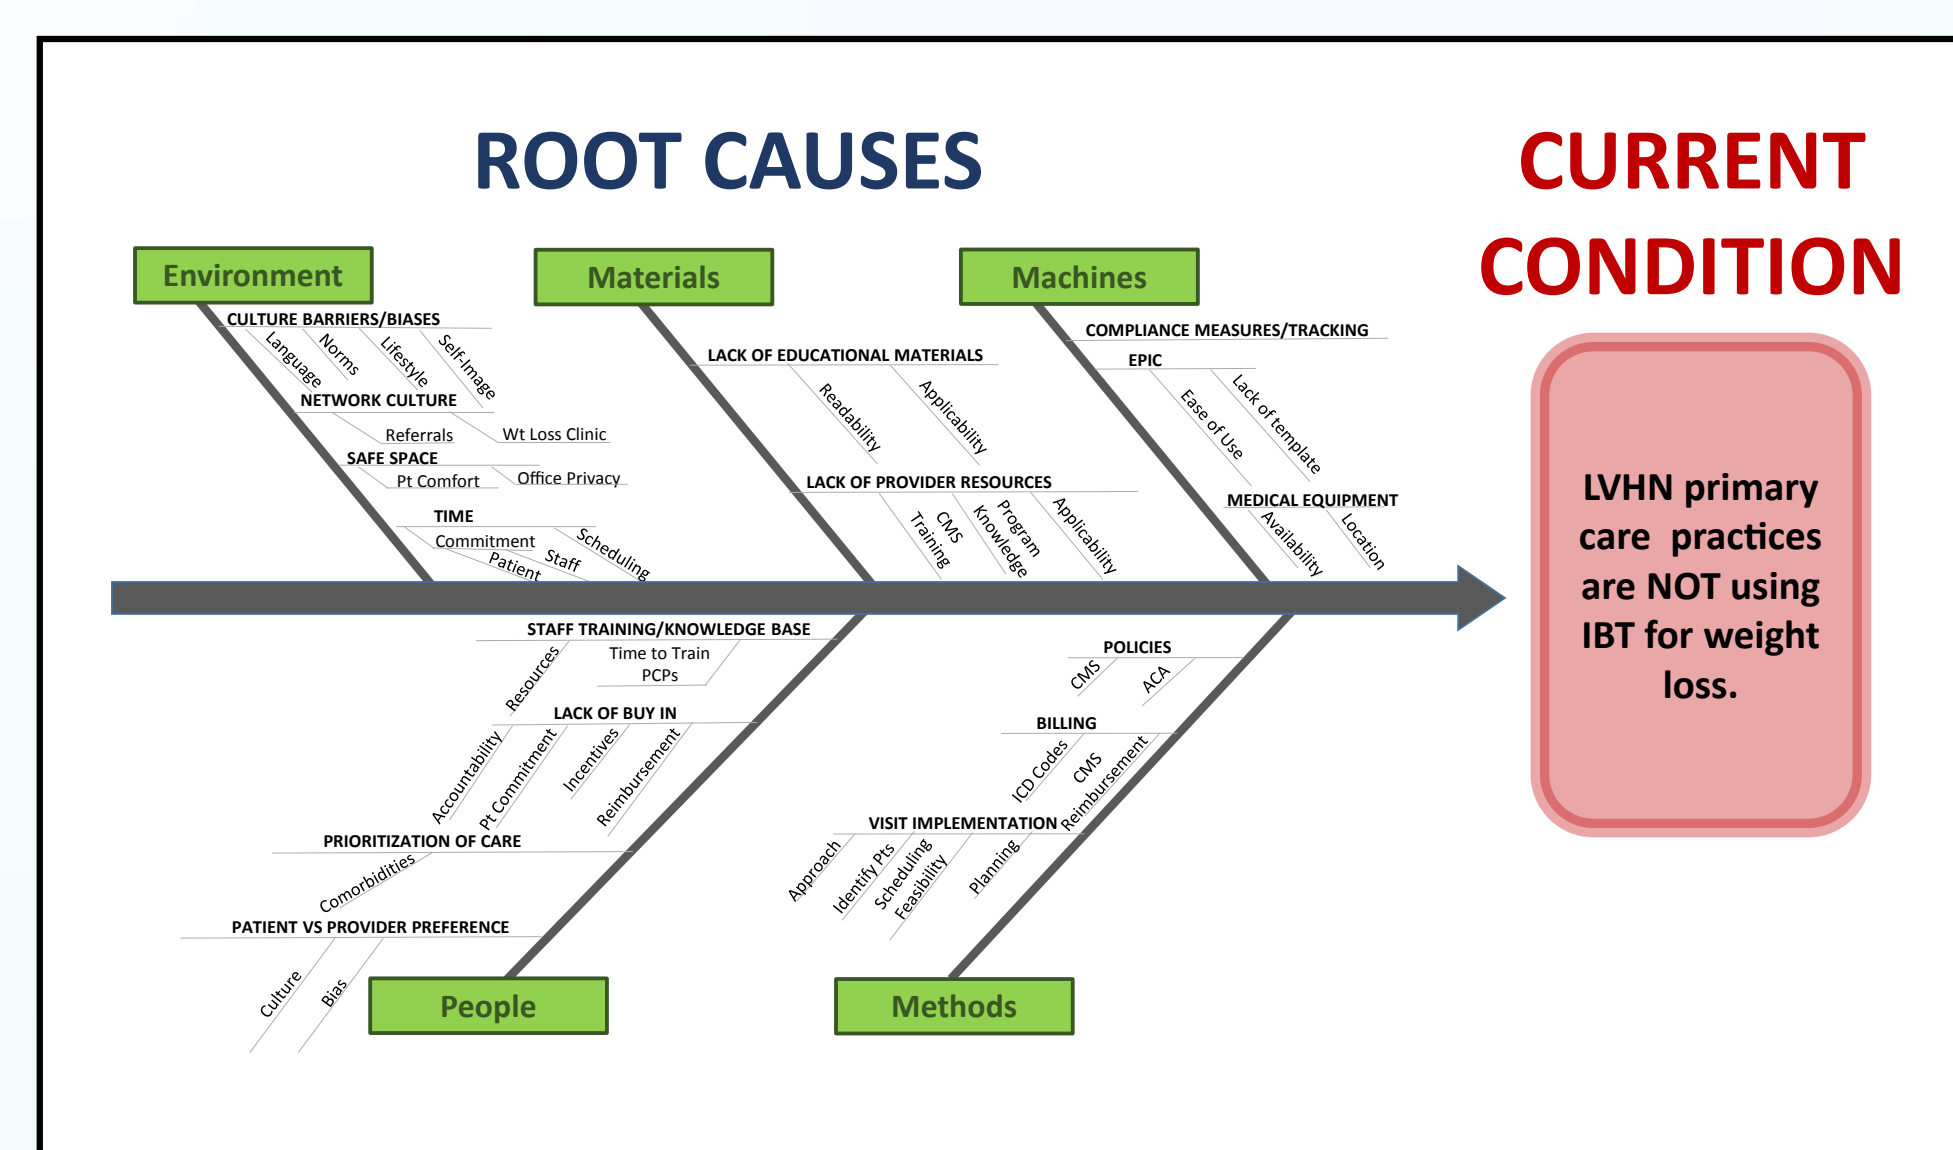 ROOT CAUSES
CURRENT
CONDITION
Environment
CULTURE BARRIERS/BIASES
Language
Norms
Lifestyle
Self-Image
NETWORK CULTURE
Referrals
Wt Loss Clinic
SAFE SPACE
Pt Comfort
Office Privacy
TIME
Commitment
Patient
Staff
Scheduling
Materials
LACK OF EDUCATIONAL MATERIALS
Readability
Applicability
LACK OF PROVIDER RESOURCES
CMS
Training
Program
Knowledge
Applicability
Machines
COMPLIANCE MEASURES/TRACKING
EPIC
Ease of Use
Lack of template
MEDICAL EQUIPMENT
Availability
Location
STAFF TRAINING/KNOWLEDGE BASE
Resources
Time to Train
PCPs
LACK OF BUY IN
Accountability
Pt Commitment
Incentives
Reimbursement
PRIORITIZATION OF CARE
Comorbidities
PATIENT VS PROVIDER PREFERENCE
Culture
Bias
People
POLICIES
CMS
ACA
BILLING
ICD Codes
CMS
Reimbursement
VISIT IMPLEMENTATION
Approach
Identify Pts
Scheduling
Feasibility
Planning
Methods
LVHN primary
care practices
are NOT using
IBT for weight
loss.